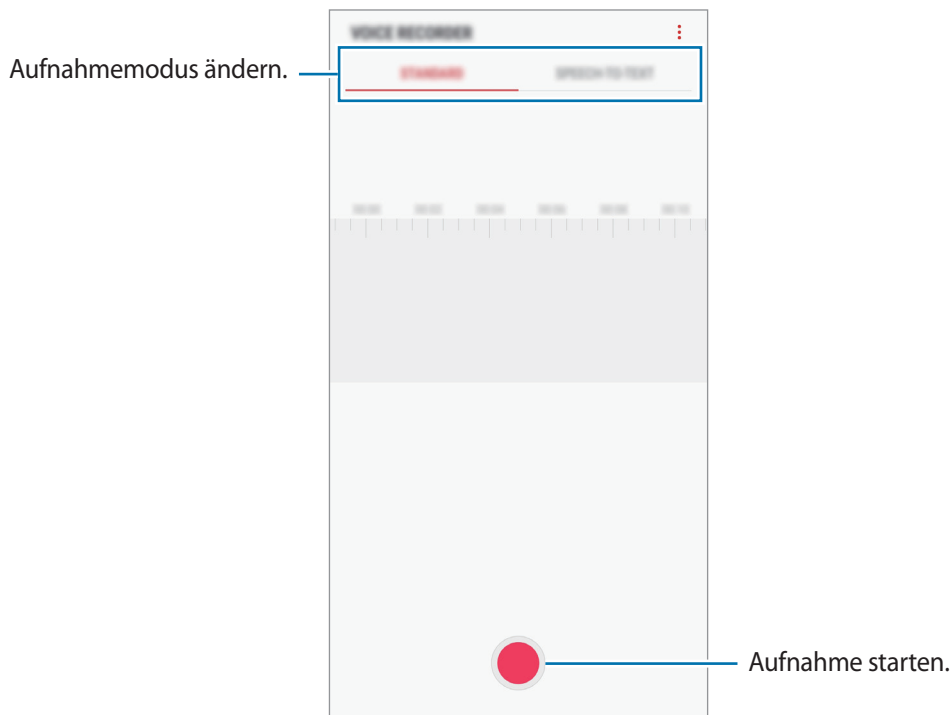 VOICE RECORDER
Aufnahmemodus ändern.
STANDARD
SPEECH-TO-TEXT
Aufnahme starten.